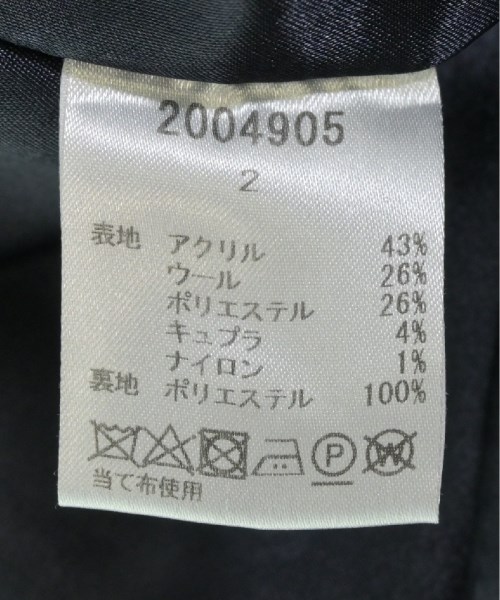 2004905
2
表地 アクリル 43%
ウール 26%
ポリエステル 26%
キュプラ 4%
ナイロン 1%
裏地 ポリエステル 100%
P W
当て布使用